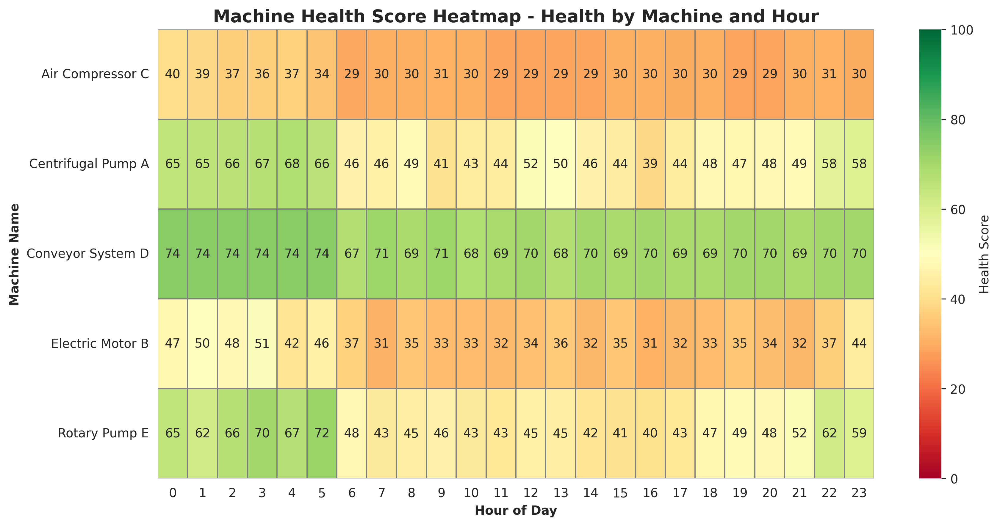 Machine Health Score Heatmap - Health by Machine and Hour
Machine Name
Air Compressor C 40 39 37 36 37 34 29 30 30 31 30 29 29 29 29 30 30 30 30 29 29 30 31 30
Centrifugal Pump A 65 65 66 67 68 66 46 46 49 41 43 44 52 50 46 44 39 44 48 47 48 49 58 58
Conveyor System D 74 74 74 74 74 74 67 71 69 71 68 69 70 68 70 69 70 69 69 70 70 69 70 70
Electric Motor B 47 50 48 51 42 46 37 31 35 33 33 32 34 36 32 35 31 32 33 35 34 32 37 44
Rotary Pump E 65 62 66 70 67 72 48 43 45 46 43 43 45 45 42 41 40 43 47 49 48 52 62 59
0 1 2 3 4 5 6 7 8 9 10 11 12 13 14 15 16 17 18 19 20 21 22 23
Hour of Day
100
80
60
40
20
0
Health Score